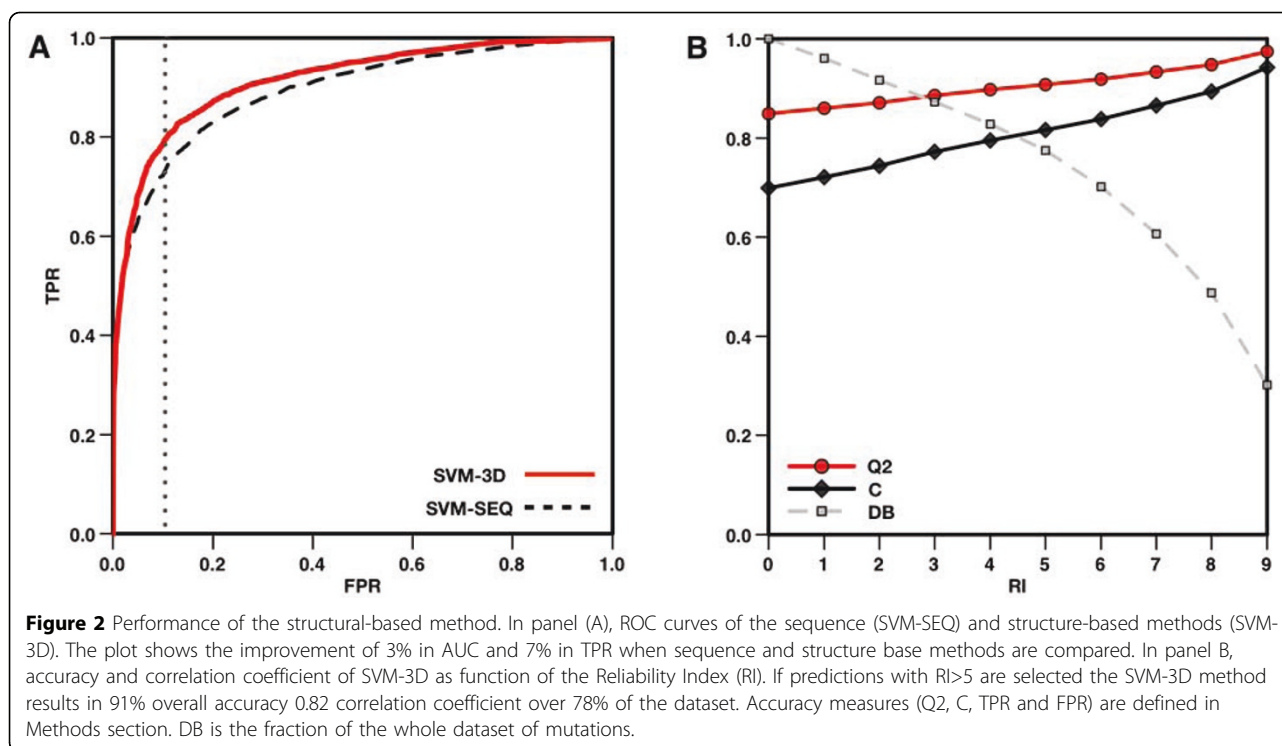 A
1.0
0.8
0.6
0.4
0.2
0.0
TPR
SVM-3D
SVM-SEQ
0.0 0.2 0.4 0.6 0.8 1.0
FPR
B
1.0
0.8
0.6
0.4
0.2
0.0
Q2
C
DB
0 1 2 3 4 5 6 7 8 9
RI
Figure 2 Performance of the structural-based method. In panel (A), ROC curves of the sequence (SVM-SEQ) and structure-based methods (SVM-
3D). The plot shows the improvement of 3% in AUC and 7% in TPR when sequence and structure base methods are compared. In panel B,
accuracy and correlation coefficient of SVM-3D as function of the Reliability Index (RI). If predictions with RI>5 are selected the SVM-3D method
results in 91% overall accuracy 0.82 correlation coefficient over 78% of the dataset. Accuracy measures (Q2, C, TPR and FPR) are defined in
Methods section. DB is the fraction of the whole dataset of mutations.